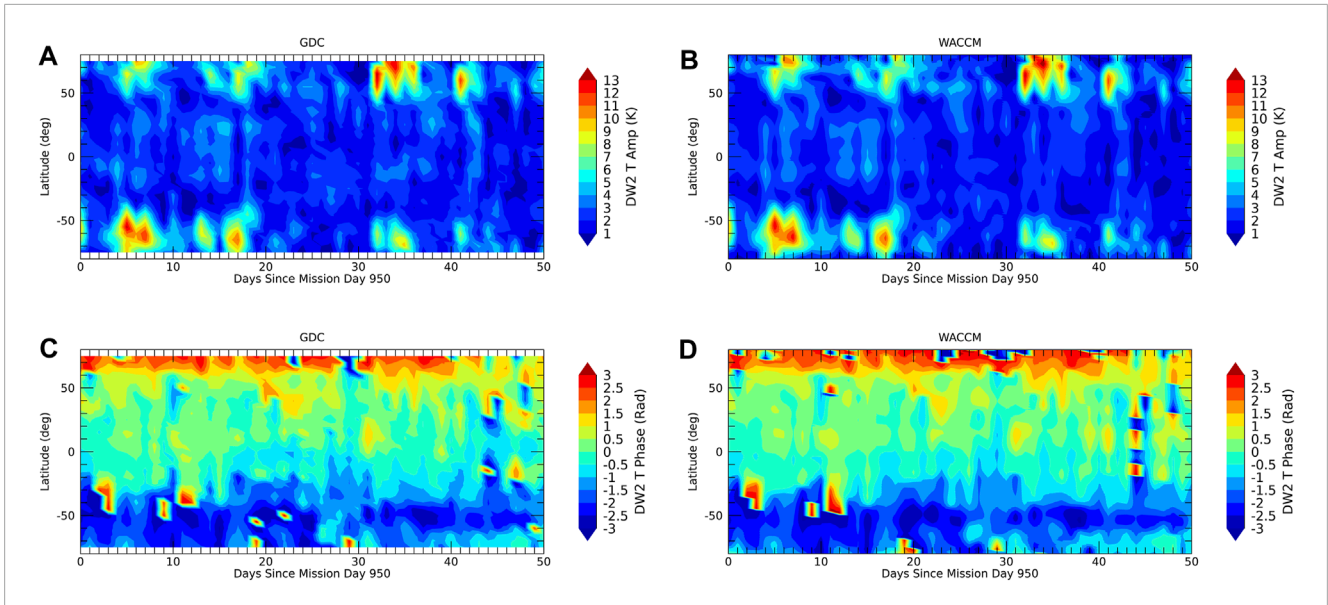 A
GDC
Latitude (deg)
50
0
-50
0 10 20 30 40 50
Days Since Mission Day 950
13
12
11
10
9
8
7
6
5
4
3
2
1
DW2 T Amp (K)
B
WACCM
Latitude (deg)
50
0
-50
0 10 20 30 40 50
Days Since Mission Day 950
13
12
11
10
9
8
7
6
5
4
3
2
1
DW2 T Amp (K)
C
GDC
Latitude (deg)
50
0
-50
0 10 20 30 40 50
Days Since Mission Day 950
3
2.5
2
1.5
1
0.5
0
-0.5
-1
-1.5
-2
-2.5
-3
DW2 T Phase (Rad)
D
WACCM
Latitude (deg)
50
0
-50
0 10 20 30 40 50
Days Since Mission Day 950
3
2.5
2
1.5
1
0.5
0
-0.5
-1
-1.5
-2
-2.5
-3
DW2 T Phase (Rad)